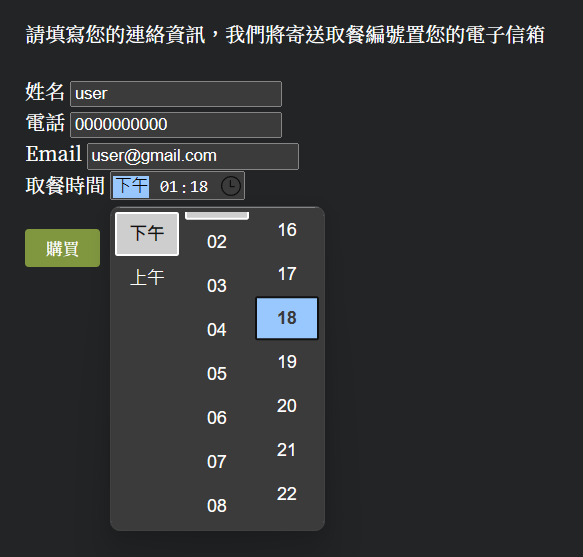 請填寫您的連絡資訊，我們將寄送取餐編號置您的電子信箱
姓名 user
電話 0000000000
Email user@gmail.com
取餐時間 下午 01:18
購買
下午
上午
02
03
04
05
06
07
08
16
17
18
19
20
21
22